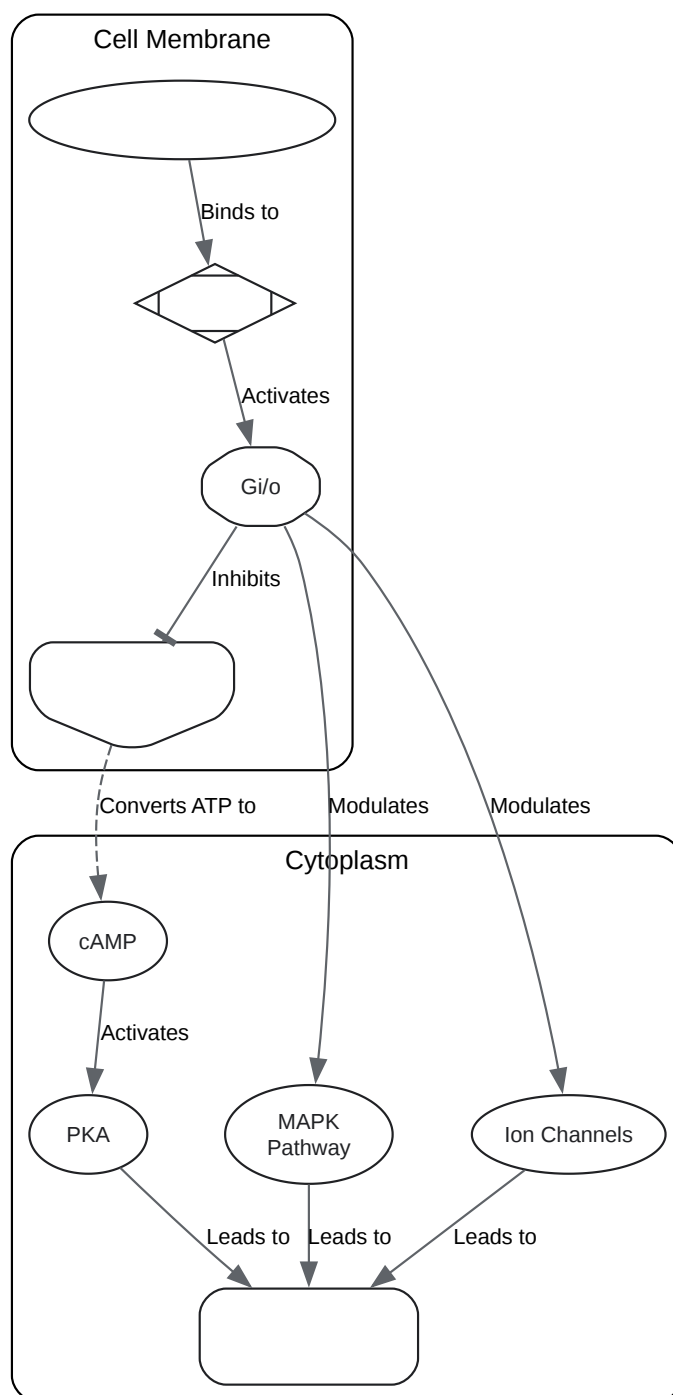 Cell Membrane
Binds to
Activates
Gi/o
Inhibits
Converts ATP to
Modulates
Modulates
Cytoplasm
cAMP
Activates
PKA
MAPK
Pathway
Ion Channels
Leads to
Leads to
Leads to